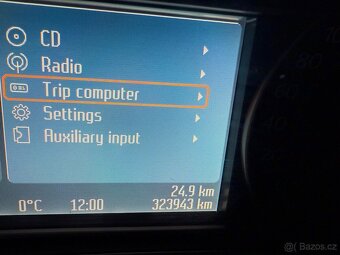 CD
Radio
Trip computer
Settings
Auxiliary input
24.9 km
0°C 12:00 323943 km
© Bazos.cz